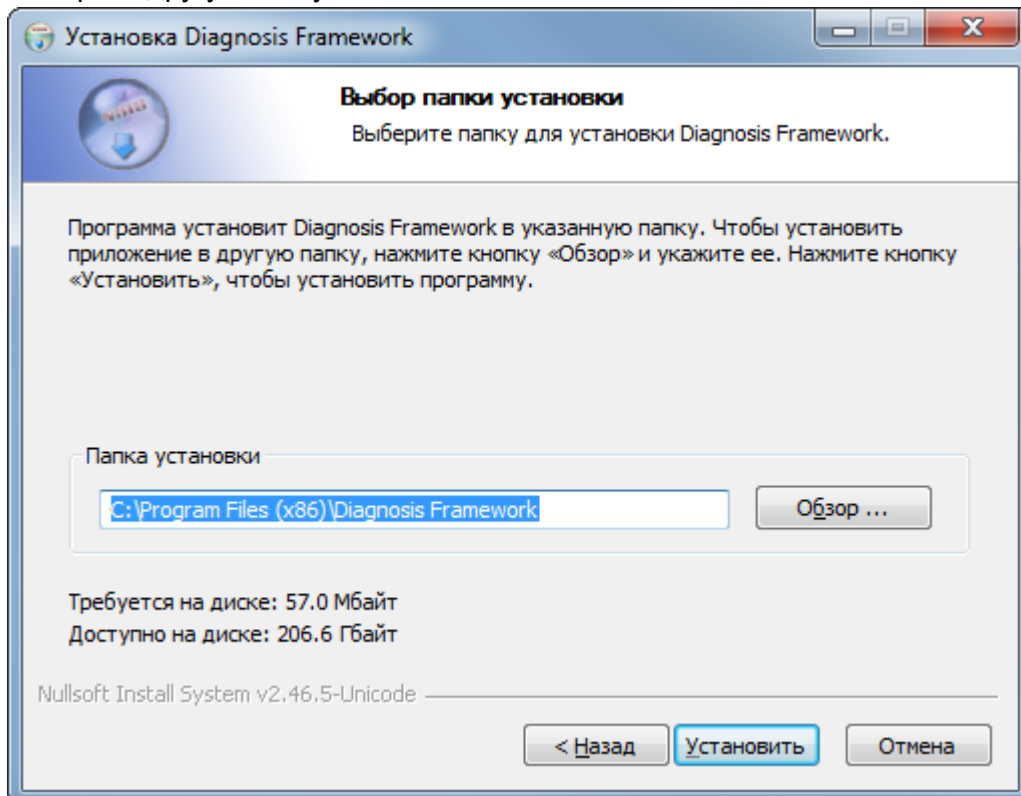 Установка Diagnosis Framework
Выбор папки установки
Выберите папку для установки Diagnosis Framework.
Программа установит Diagnosis Framework в указанную папку. Чтобы установить
приложение в другую папку, нажмите кнопку «Обзор» и укажите ее. Нажмите кнопку
«Установить», чтобы установить программу.
Папка установки
C:\Program Files (x86)\Diagnosis Framework
Обзор ...
Требуется на диске: 57.0 Мбайт
Доступно на диске: 206.6 Гбайт
Nullsoft Install System v2.46.5-Unicode
< Назад
Установить
Отмена